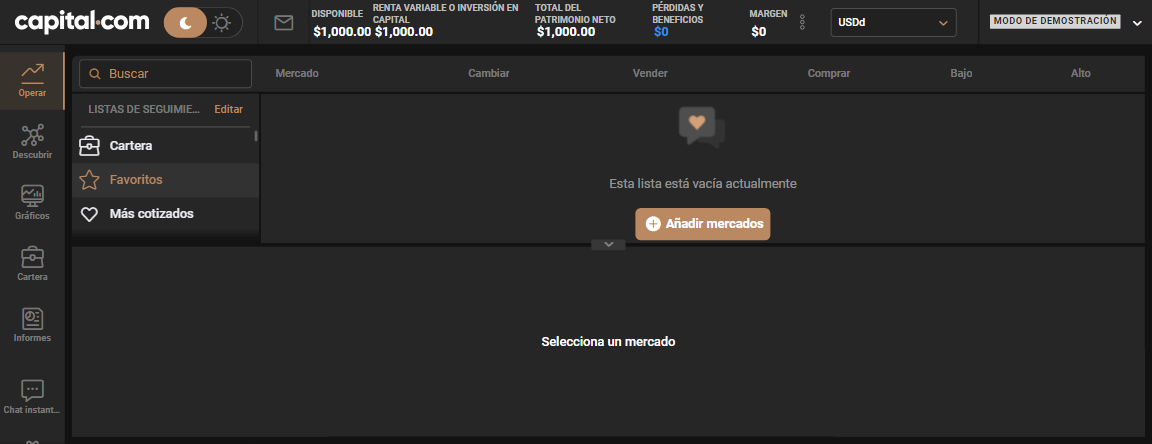 capital.com
DISPONIBLE
$1,000.00
RENTA VARIABLE O INVERSIÓN EN
CAPITAL
$1,000.00
TOTAL DEL
PATRIMONIO NETO
$1,000.00
PÉRDIDAS Y
BENEFICIOS
$0
MARGEN
$0
USDd
MODO DE DEMOSTRACIÓN
Operar
Descubrir
Gráficos
Cartera
Informes
Chat instant...
Buscar
LISTAS DE SEGUIMIE...
Editar
Cartera
Favoritos
Más cotizados
Mercado
Cambiar
Vender
Comprar
Bajo
Alto
Esta lista está vacía actualmente
Añadir mercados
Selecciona un mercado